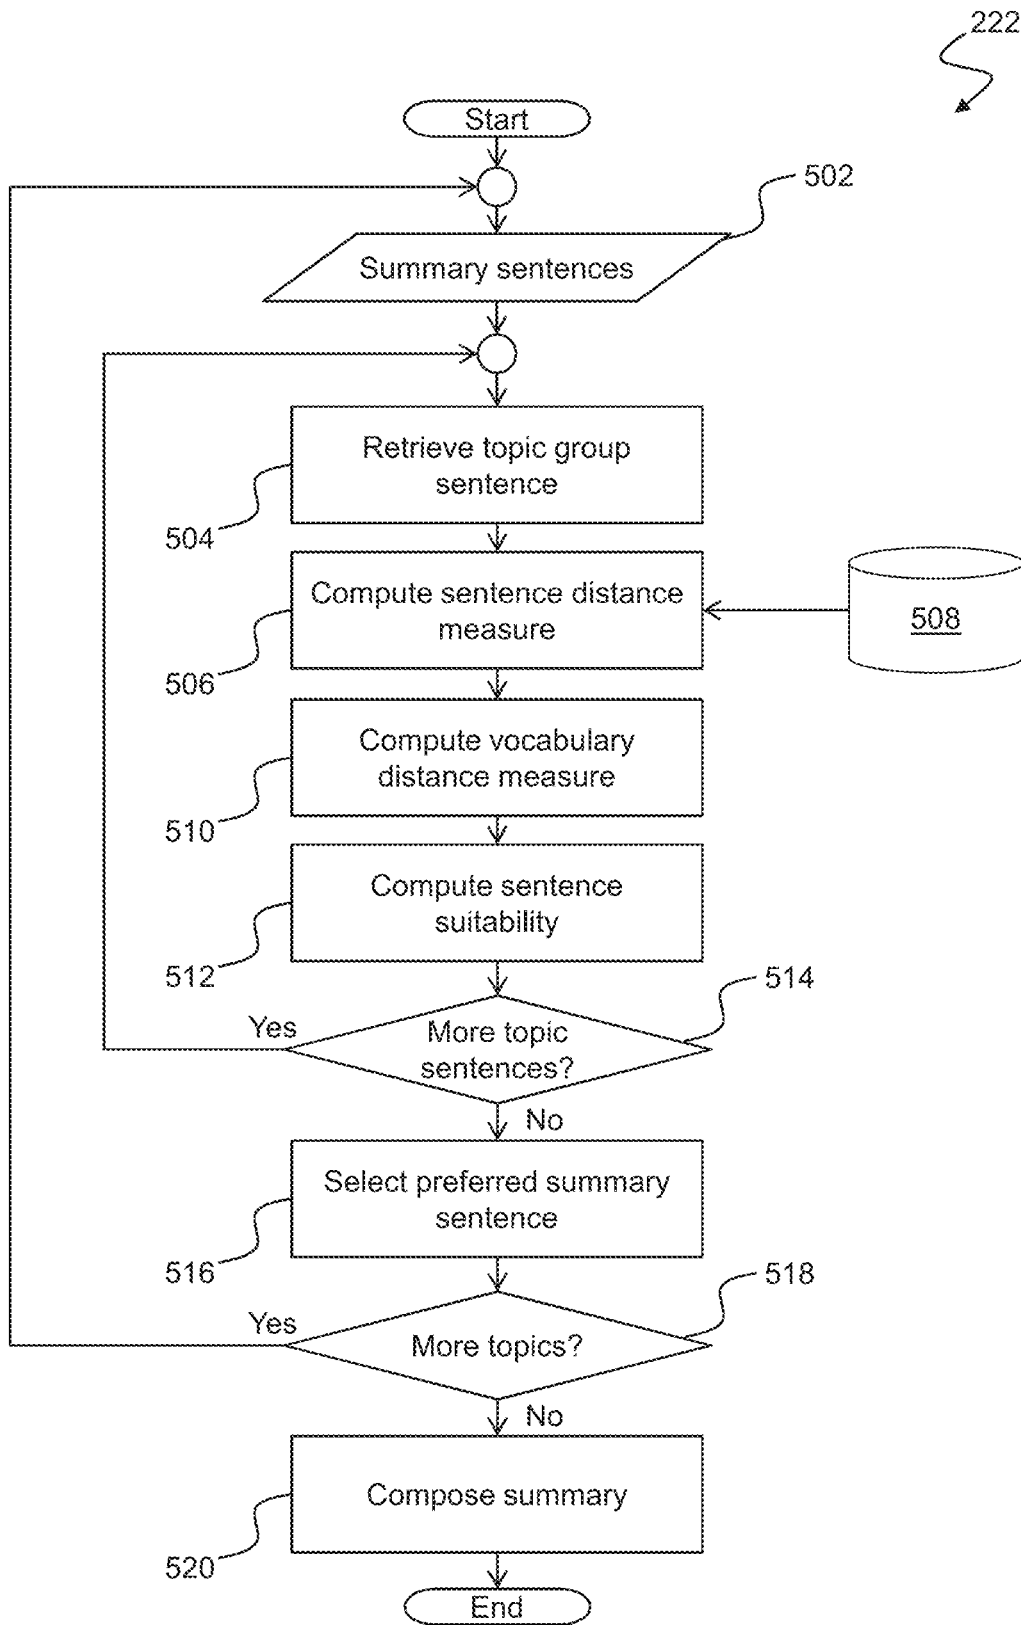 222
Start
502
Summary sentences
Retrieve topic group
sentence
504
Compute sentence distance
measure
508
506
Compute vocabulary
distance measure
510
Compute sentence
suitability
512
514
Yes
More topic
sentences?
No
Select preferred summary
sentence
516
518
Yes
More topics?
No
Compose summary
520
End